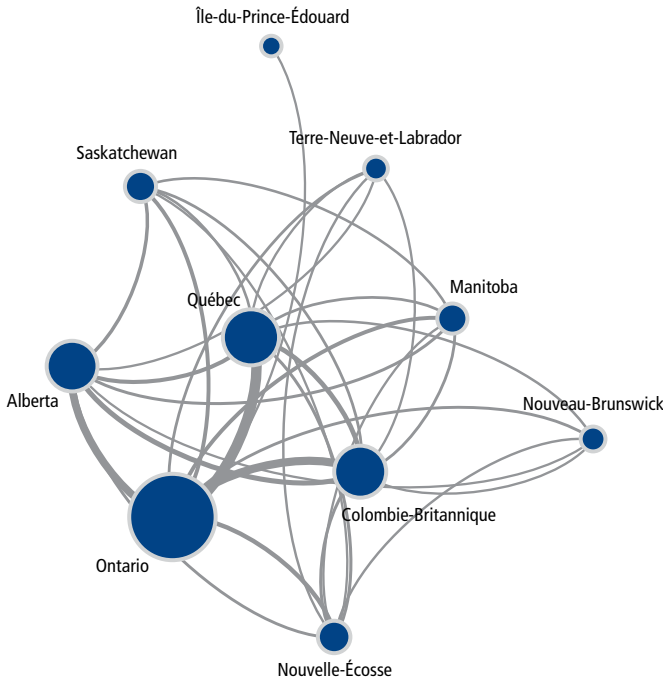 Île-du-Prince-Édouard
Terre-Neuve-et-Labrador
Saskatchewan
Manitoba
Québec
Alberta
Nouveau-Brunswick
Colombie-Britannique
Ontario
Nouvelle-Écosse